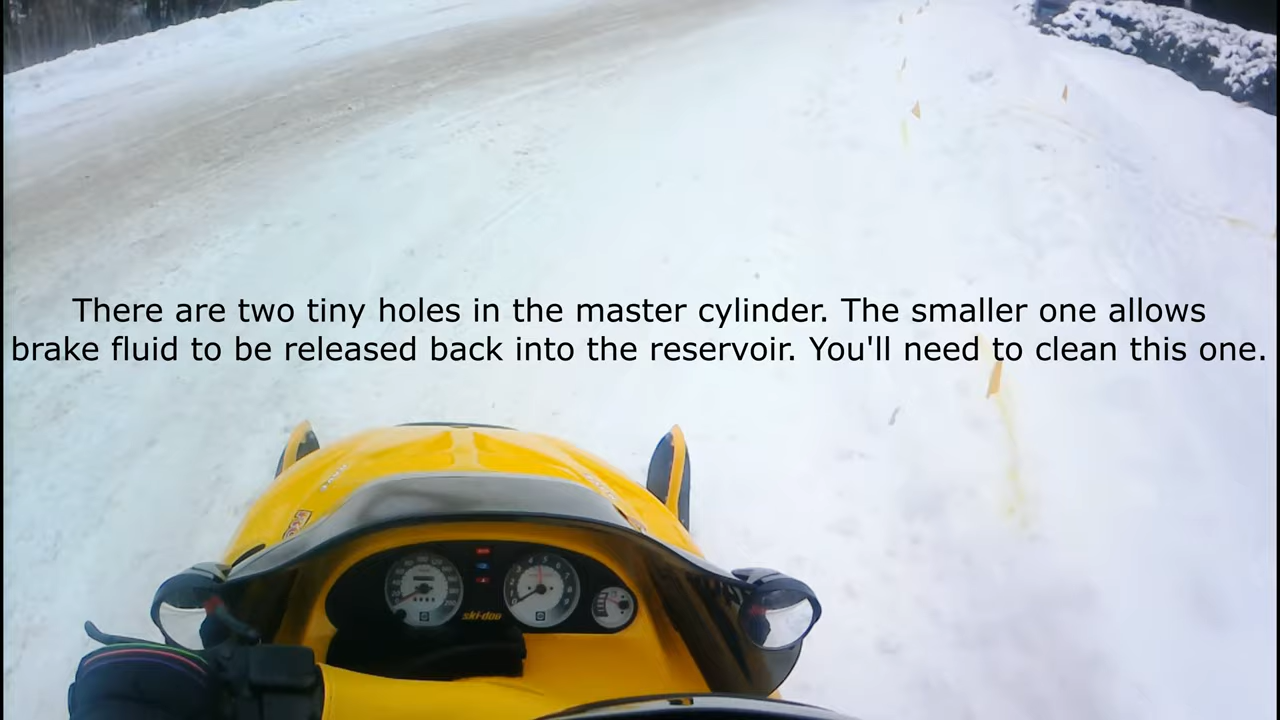 There are two tiny holes in the master cylinder. The smaller one allows
brake fluid to be released back into the reservoir. You'll need to clean this one.
ski-doo